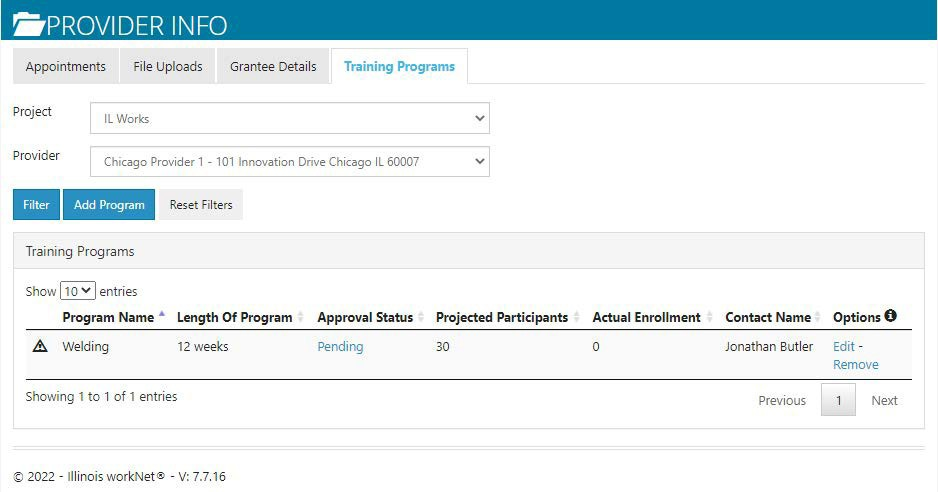 PROVIDER INFO
Appointments File Uploads Grantee Details Training Programs
Project IL Works
Provider Chicago Provider 1 - 101 Innovation Drive Chicago IL 60007
Filter Add Program Reset Filters
Training Programs
Show 10 entries
Program Name Length Of Program Approval Status Projected Participants Actual Enrollment Contact Name Options
Welding 12 weeks Pending 30 0 Jonathan Butler Edit -
Remove
Showing 1 to 1 of 1 entries
Previous 1 Next
© 2022 - Illinois workNet® - V: 7.7.16